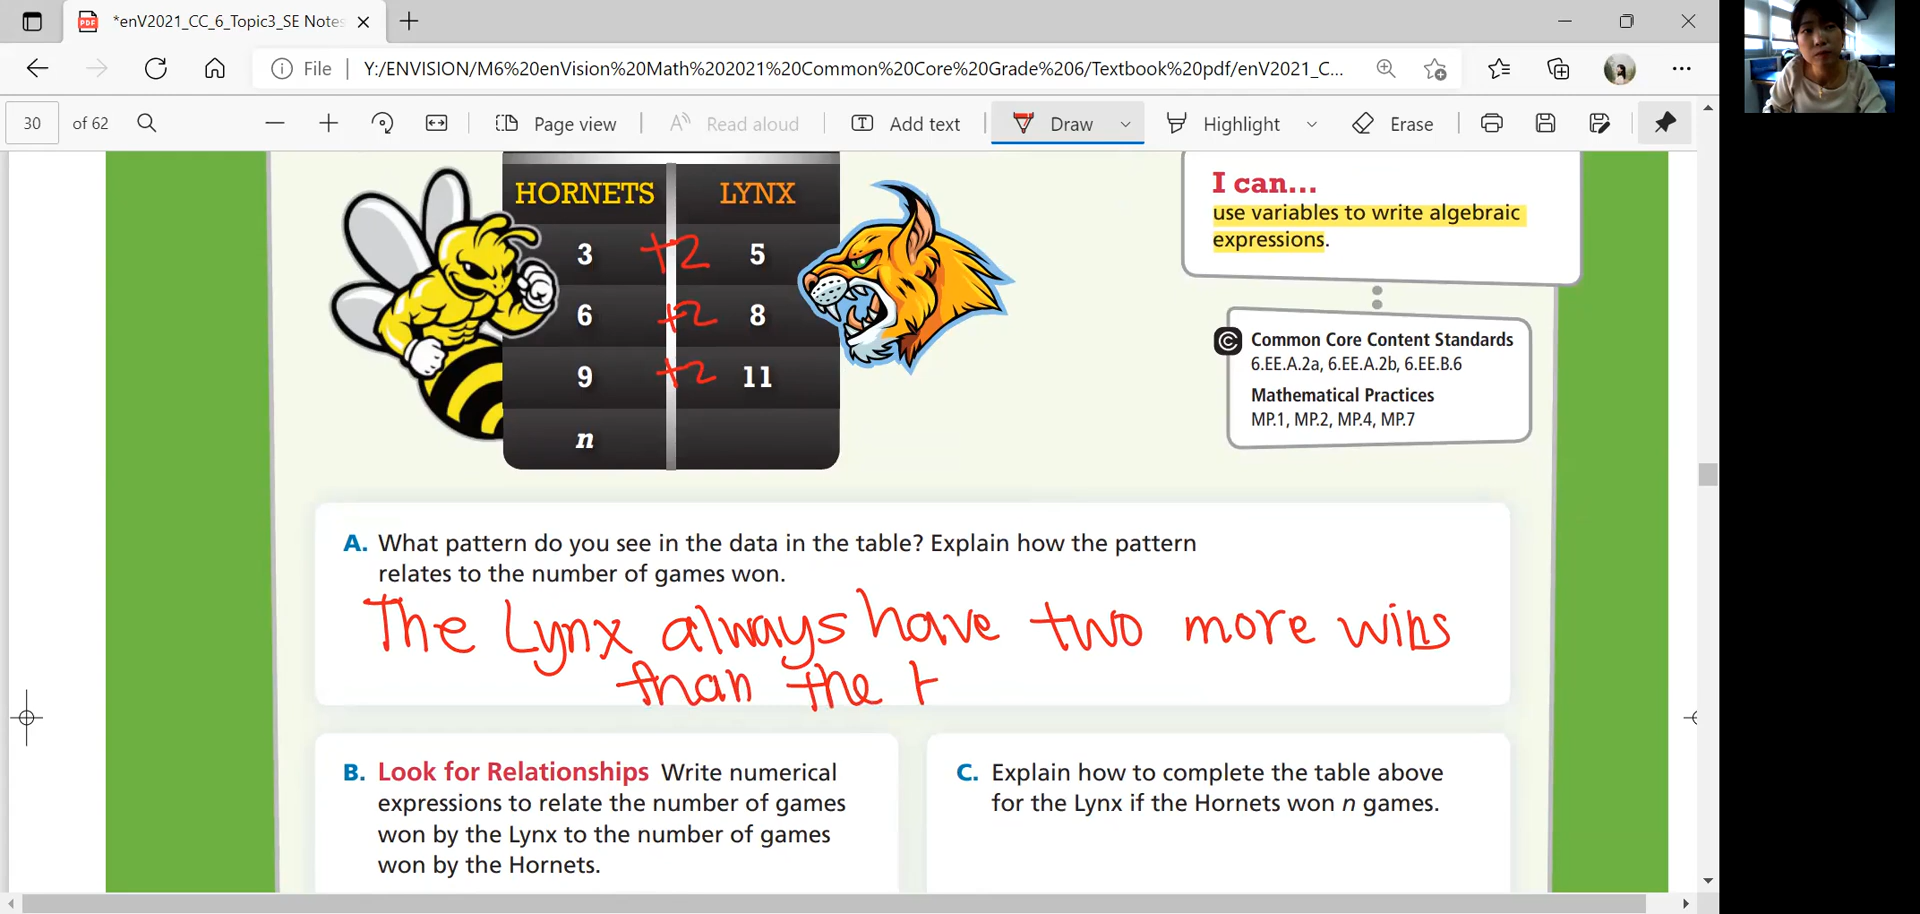 *enV2021_CC_6_Topic3_SE Notes
File Y:/ENVISION/M6%20enVision%20Math%202021%20Common%20Core%20Grade%206/Textbook%20pdf/enV2021_C...
30 of 62 Page view Read aloud Add text Draw Highlight Erase
HORNETS LYNX
3 +2 5
6 +2 8
9 +2 11
n
I can...
use variables to write algebraic
expressions.
Common Core Content Standards
6.EE.A.2a, 6.EE.A.2b, 6.EE.B.6
Mathematical Practices
MP.1, MP.2, MP.4, MP.7
A. What pattern do you see in the data in the table? Explain how the pattern
relates to the number of games won.
The Lynx always have two more wins
than the
B. Look for Relationships Write numerical
expressions to relate the number of games
won by the Lynx to the number of games
won by the Hornets.
C. Explain how to complete the table above
for the Lynx if the Hornets won n games.